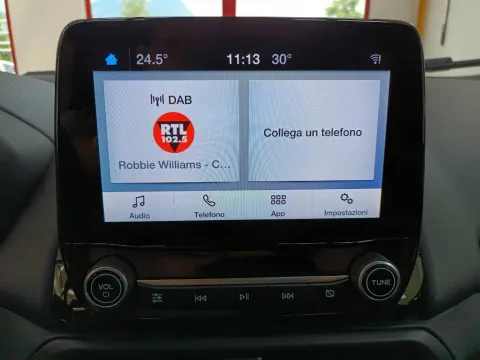 24.5° 11:13 30°
DAB
RTL
102.5
Robbie Williams - C...
Collega un telefono
Audio Telefono App Impostazioni
VOL TUNE